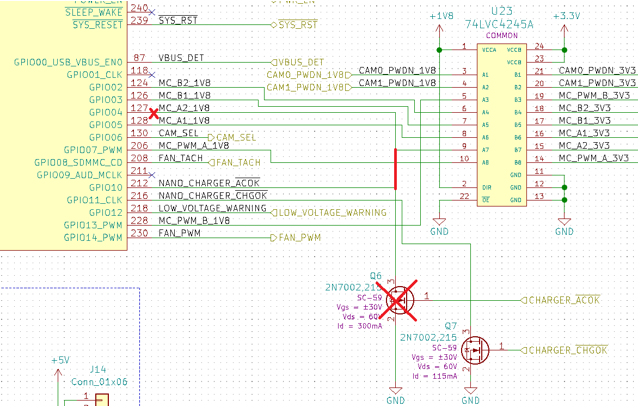 240
SLEEP_WAKE
239 SYS_RST
SYS_RESET
SYS_RST
87 VBUS_DET
GPIO00_USB_VBUS_EN0
VBUS_DET
118
GPIO01_CLK
124 MC_B2_1V8
GPIO02
126 MC_B1_1V8
GPIO03
127 MC_A2_1V8
GPIO04
128 MC_A1_1V8
GPIO05
130 CAM_SEL
GPIO06
CAM_SEL
206 MC_PWM_A_1V8
GPIO07_PWM
208 FAN_TACH
GPIO08_SDMMC_CD
FAN_TACH
211
GPIO09_AUD_MCLK
212 NAND_CHARGER_ACOK
GPIO10
216 NAND_CHARGER_CHGOK
GPIO11_CLK
218 LOW_VOLTAGE_WARNING
GPIO12
LOW_VOLTAGE_WARNING
228 MC_PWM_B_1V8
GPIO13_PWM
230 FAN_PWM
GPIO14_PWM
FAN_PWM
U23
74LVC4245A
COMMON
+1V8
+3.3V
1 VCCA VCCB 24
VCCB 23
CAM0_PWDN_1V8 CAM0_PWDN_1V8 3 A1 B1 21 CAM0_PWDN_3V3
CAM1_PWDN_1V8 CAM1_PWDN_1V8 4 A2 B2 20 CAM1_PWDN_3V3
5 A3 B3 19 MC_PWM_B_3V3
6 A4 B4 18 MC_B2_3V3
7 A5 B5 17 MC_B1_3V3
8 A6 B6 16 MC_A1_3V3
9 A7 B7 15 MC_A2_3V3
10 A8 B8 14 MC_PWM_A_3V3
GND 11
2 DIR GND 12
22 OE GND 13
GND
GND
Q6
2N7002,215
SC-59
Vgs = ±30V
Vds = 60V
Id = 300mA
3
1
2
CHARGER_ACOK
Q7
2N7002,215
SC-59
Vgs = ±30V
Vds = 60V
Id = 115mA
3
1
2
CHARGER_CHGOK
GND
GND
+5V
J14
Conn_01x06
1